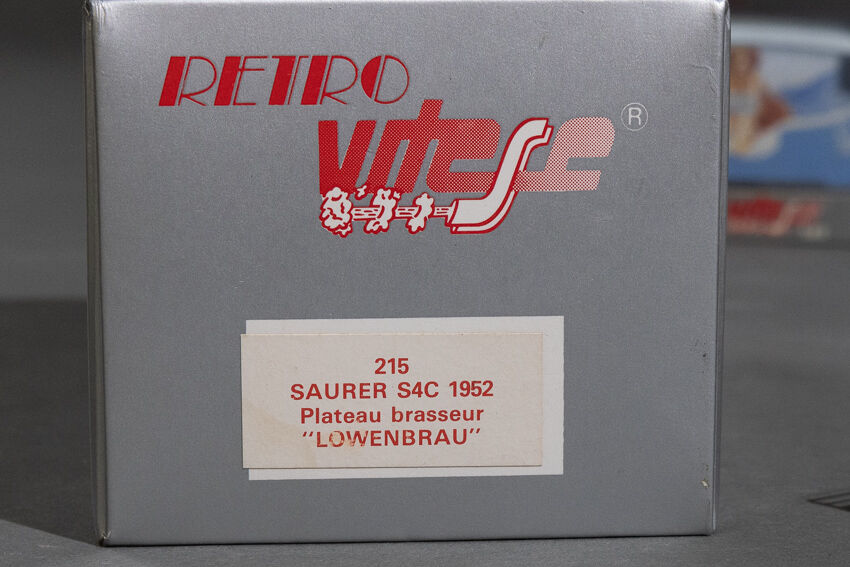 RETRO
Vitesse
®
215
SAURER S4C 1952
Plateau brasseur
"LOWENBRAU"